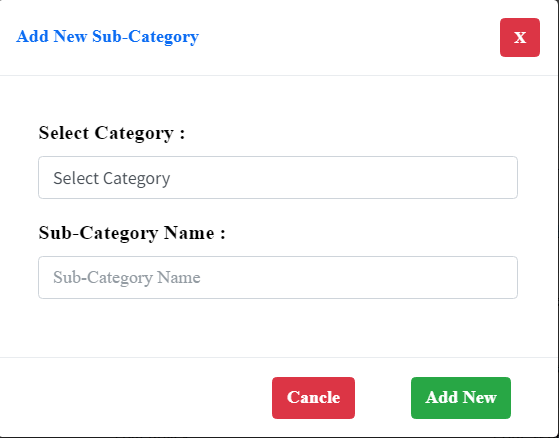 Add New Sub-Category
X
Select Category :
Select Category
Sub-Category Name :
Sub-Category Name
Cancle
Add New